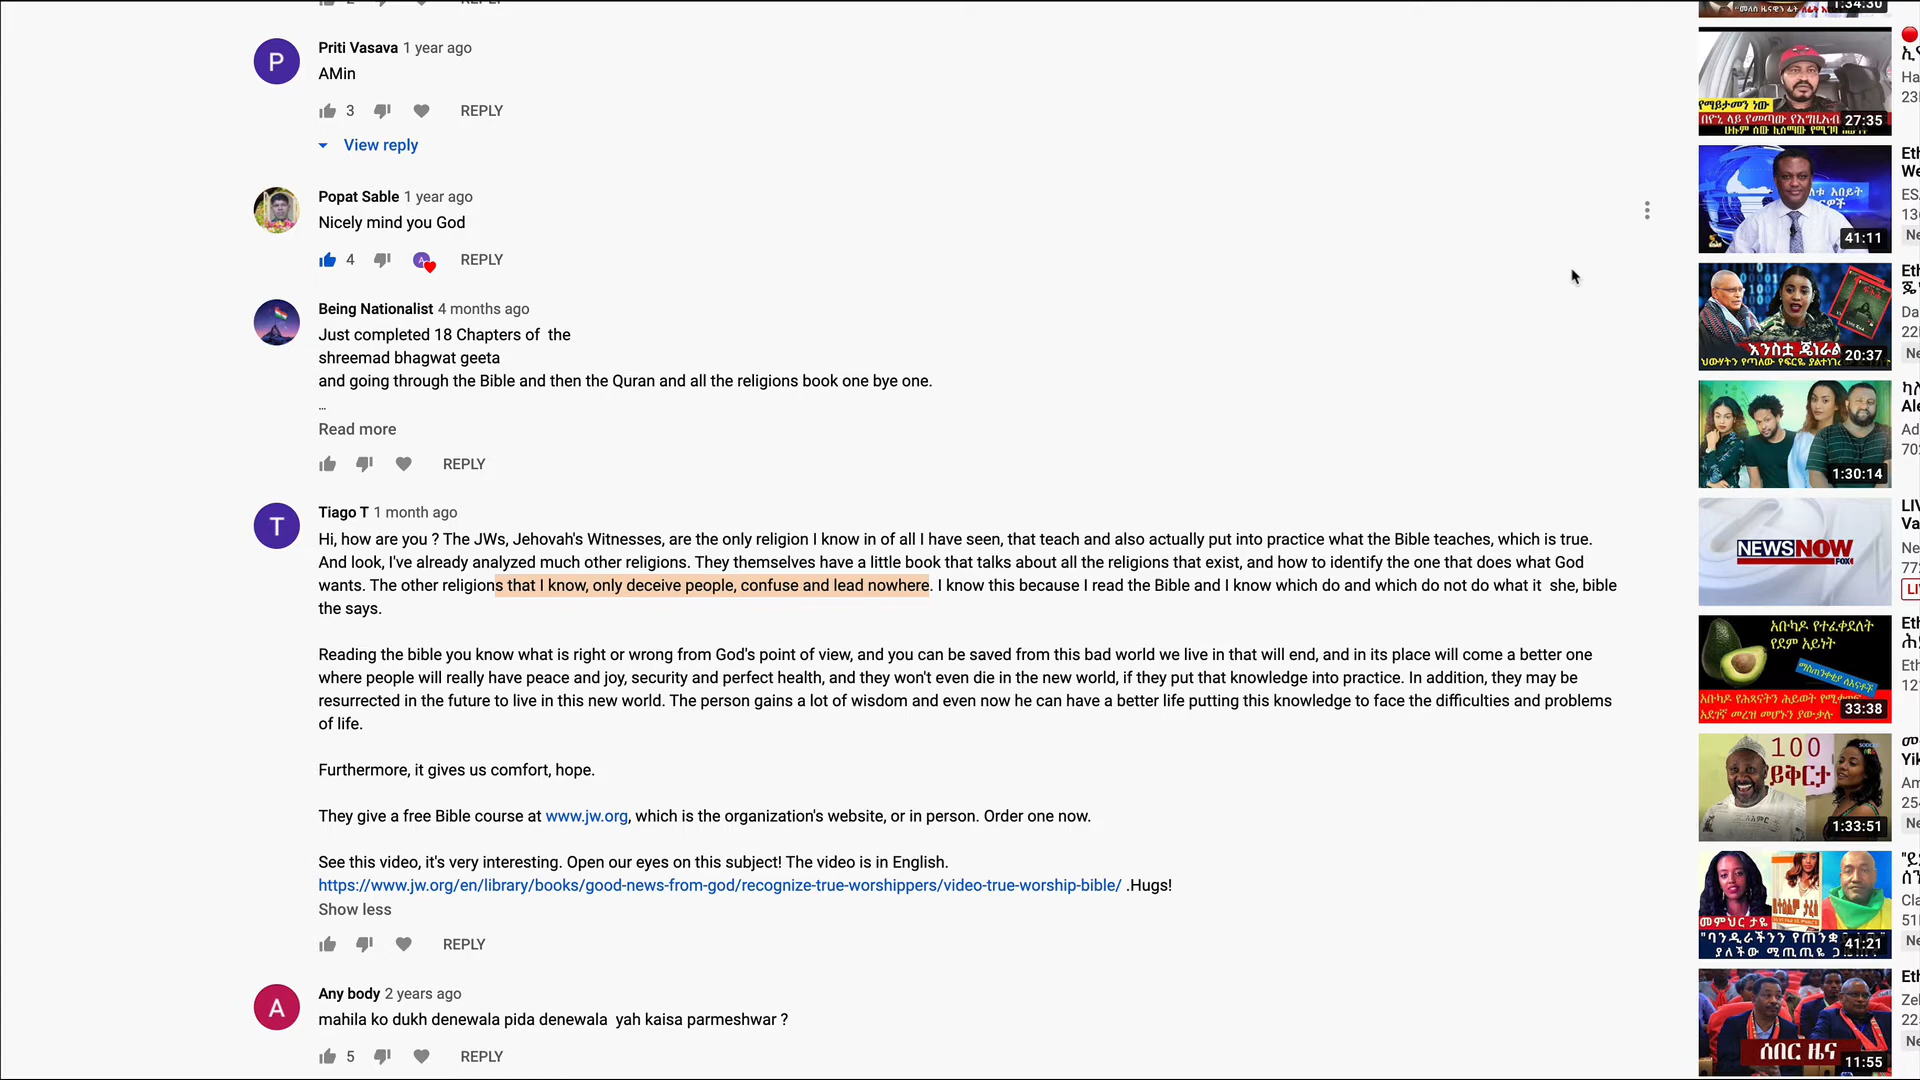 REPLY
Priti Vasava 1 year ago
AMin
3 REPLY
View reply
Popat Sable 1 year ago
Nicely mind you God
4 A REPLY
Being Nationalist 4 months ago
Just completed 18 Chapters of  the
shreemad bhagwat geeta
and going through the Bible and then the Quran and all the religions book one bye one.
...
Read more
REPLY
Tiago T 1 month ago
Hi, how are you ? The JWs, Jehovah's Witnesses, are the only religion I know in of all I have seen, that teach and also actually put into practice what the Bible teaches, which is true.
And look, I've already analyzed much other religions. They themselves have a little book that talks about all the religions that exist, and how to identify the one that does what God
wants. The other religions that I know, only deceive people, confuse and lead nowhere. I know this because I read the Bible and I know which do and which do not do what it  she, bible
the says.
Reading the bible you know what is right or wrong from God's point of view, and you can be saved from this bad world we live in that will end, and in its place will come a better one
where people will really have peace and joy, security and perfect health, and they won't even die in the new world, if they put that knowledge into practice. In addition, they may be
resurrected in the future to live in this new world. The person gains a lot of wisdom and even now he can have a better life putting this knowledge to face the difficulties and problems
of life.
Furthermore, it gives us comfort, hope.
They give a free Bible course at www.jw.org, which is the organization's website, or in person. Order one now.
See this video, it's very interesting. Open our eyes on this subject! The video is in English.
https://www.jw.org/en/library/books/good-news-from-god/recognize-true-worshippers/video-true-worship-bible/ .Hugs!
Show less
REPLY
Any body 2 years ago
mahila ko dukh denewala pida denewala  yah kaisa parmeshwar ?
5 REPLY
P
T
A
1:34:30
የማይታመን ነው
27:35
41:11
እንስቷ ጄነራል
20:37
1:30:14
NEWSNOW
FOX
አቡካዶ የተፈቀደለት
የደም አይነት
33:38
100
ይቅርታ
1:33:51
መምህር ታዬ
41:21
ሰበር ዜና
11:55